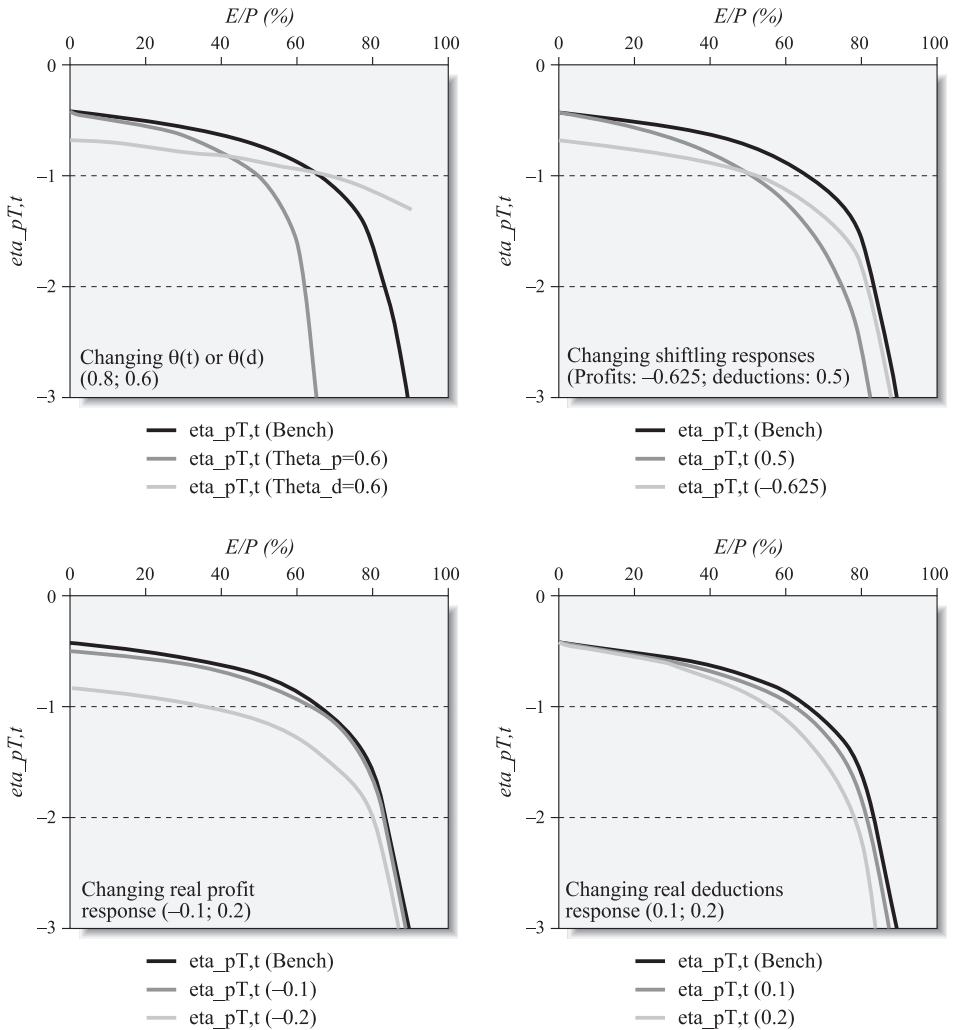 E/P (%)
0 20 40 60 80 100
0
–1
–2
–3
eta_pT,t
Changing θ(t) or θ(d)
(0.8; 0.6)
eta_pT,t (Bench)
eta_pT,t (Theta_p=0.6)
eta_pT,t (Theta_d=0.6)
E/P (%)
0 20 40 60 80 100
0
–1
–2
–3
eta_pT,t
Changing shiftling responses
(Profits: –0.625; deductions: 0.5)
eta_pT,t (Bench)
eta_pT,t (0.5)
eta_pT,t (–0.625)
E/P (%)
0 20 40 60 80 100
0
–1
–2
–3
eta_pT,t
Changing real profit
response (–0.1; 0.2)
eta_pT,t (Bench)
eta_pT,t (–0.1)
eta_pT,t (–0.2)
E/P (%)
0 20 40 60 80 100
0
–1
–2
–3
eta_pT,t
Changing real deductions
response (0.1; 0.2)
eta_pT,t (Bench)
eta_pT,t (0.1)
eta_pT,t (0.2)